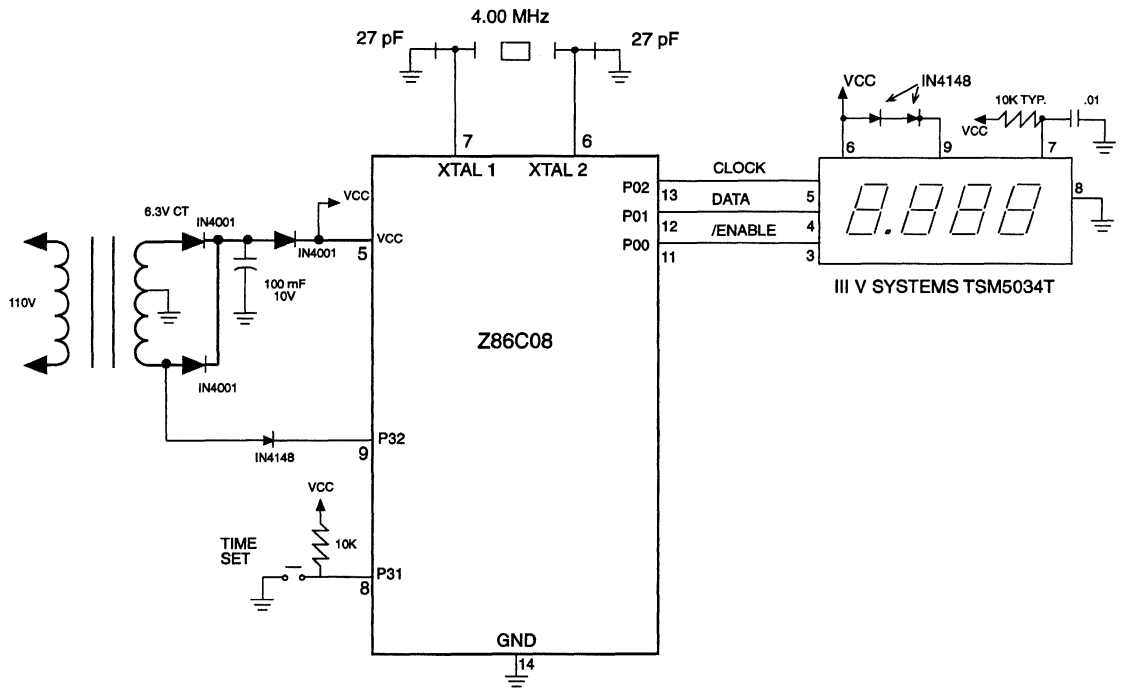 4.00 MHz
27 pF
27 pF
7
6
XTAL 1
XTAL 2
VCC
IN4148
10K TYP.
.01
VCC
6
9
7
8
P02
13
CLOCK
5
P01
12
DATA
4
P00
11
/ENABLE
3
III V SYSTEMS TSM5034T
6.3V CT
IN4001
VCC
IN4001
VCC
5
100 mF
10V
110V
IN4001
Z86C08
IN4148
P32
9
VCC
10K
TIME
SET
P31
8
GND
14